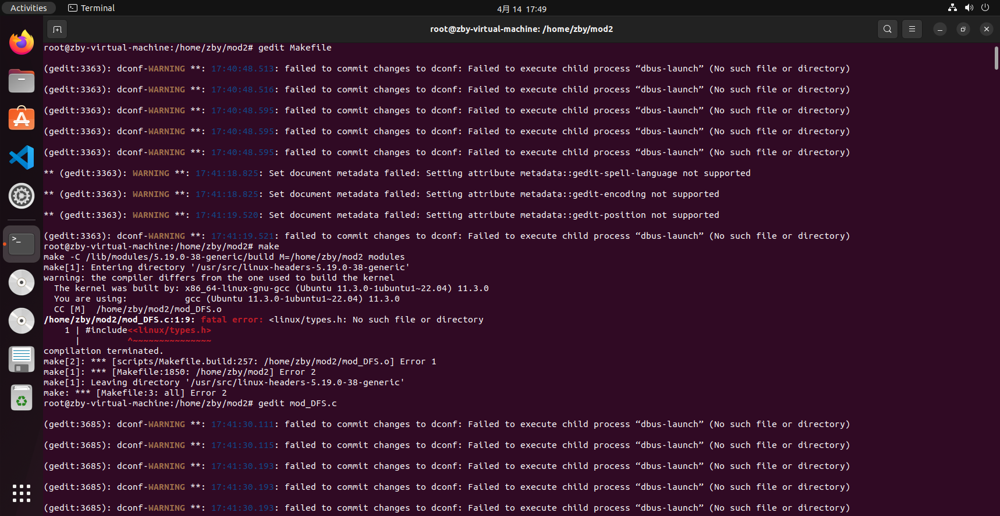 Activities
Terminal
4月 14 17:49
root@zby-virtual-machine: /home/zby/mod2
root@zby-virtual-machine:/home/zby/mod2# gedit Makefile
(gedit:3363): dconf-WARNING **: 17:40:48.513: failed to commit changes to dconf: Failed to execute child process “dbus-launch” (No such file or directory)
(gedit:3363): dconf-WARNING **: 17:40:48.516: failed to commit changes to dconf: Failed to execute child process “dbus-launch” (No such file or directory)
(gedit:3363): dconf-WARNING **: 17:40:48.595: failed to commit changes to dconf: Failed to execute child process “dbus-launch” (No such file or directory)
(gedit:3363): dconf-WARNING **: 17:40:48.595: failed to commit changes to dconf: Failed to execute child process “dbus-launch” (No such file or directory)
(gedit:3363): dconf-WARNING **: 17:40:48.595: failed to commit changes to dconf: Failed to execute child process “dbus-launch” (No such file or directory)
** (gedit:3363): WARNING **: 17:41:18.825: Set document metadata failed: Setting attribute metadata::gedit-spell-language not supported
** (gedit:3363): WARNING **: 17:41:18.825: Set document metadata failed: Setting attribute metadata::gedit-encoding not supported
** (gedit:3363): WARNING **: 17:41:19.520: Set document metadata failed: Setting attribute metadata::gedit-position not supported
(gedit:3363): dconf-WARNING **: 17:41:19.521: failed to commit changes to dconf: Failed to execute child process “dbus-launch” (No such file or directory)
root@zby-virtual-machine:/home/zby/mod2# make
make -C /lib/modules/5.19.0-38-generic/build M=/home/zby/mod2 modules
make[1]: Entering directory '/usr/src/linux-headers-5.19.0-38-generic'
warning: the compiler differs from the one used to build the kernel
  The kernel was built by: x86_64-linux-gnu-gcc (Ubuntu 11.3.0-1ubuntu1~22.04) 11.3.0
  You are using:           gcc (Ubuntu 11.3.0-1ubuntu1~22.04) 11.3.0
  CC [M]  /home/zby/mod2/mod_DFS.o
/home/zby/mod2/mod_DFS.c:1:9: fatal error: <linux/types.h: No such file or directory
    1 | #include<<linux/types.h>
      |         ^~~~~~~~~~~~~~~~
compilation terminated.
make[2]: *** [scripts/Makefile.build:257: /home/zby/mod2/mod_DFS.o] Error 1
make[1]: *** [Makefile:1850: /home/zby/mod2] Error 2
make[1]: Leaving directory '/usr/src/linux-headers-5.19.0-38-generic'
make: *** [Makefile:3: all] Error 2
root@zby-virtual-machine:/home/zby/mod2# gedit mod_DFS.c
(gedit:3685): dconf-WARNING **: 17:41:30.111: failed to commit changes to dconf: Failed to execute child process “dbus-launch” (No such file or directory)
(gedit:3685): dconf-WARNING **: 17:41:30.115: failed to commit changes to dconf: Failed to execute child process “dbus-launch” (No such file or directory)
(gedit:3685): dconf-WARNING **: 17:41:30.193: failed to commit changes to dconf: Failed to execute child process “dbus-launch” (No such file or directory)
(gedit:3685): dconf-WARNING **: 17:41:30.193: failed to commit changes to dconf: Failed to execute child process “dbus-launch” (No such file or directory)
(gedit:3685): dconf-WARNING **: 17:41:30.193: failed to commit changes to dconf: Failed to execute child process “dbus-launch” (No such file or directory)